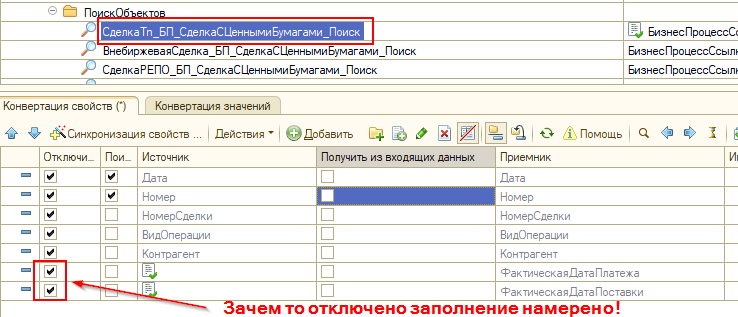 ПоискОбъектов
СделкаТп_БП_СделкаСЦеннымиБумагами_Поиск БизнесПроцессСсылк
ВнебиржеваяСделка_БП_СделкаСЦеннымиБумагами_Поиск БизнесПроцессСсылк
СделкаРЕПО_БП_СделкаСЦеннымиБумагами_Поиск БизнесПроцессСсылк
Конвертация свойств (*) Конвертация значений
Синхронизация свойств ... Действия Добавить Помощь
Отключи... Пои... Источник Получить из входящих данных Приемник Ин
Дата Дата
Номер Номер
НомерСделки НомерСделки
ВидОперации ВидОперации
Контрагент Контрагент
ФактическаяДатаПлатежа
ФактическаяДатаПоставки
Зачем то отключено заполнение намерено!